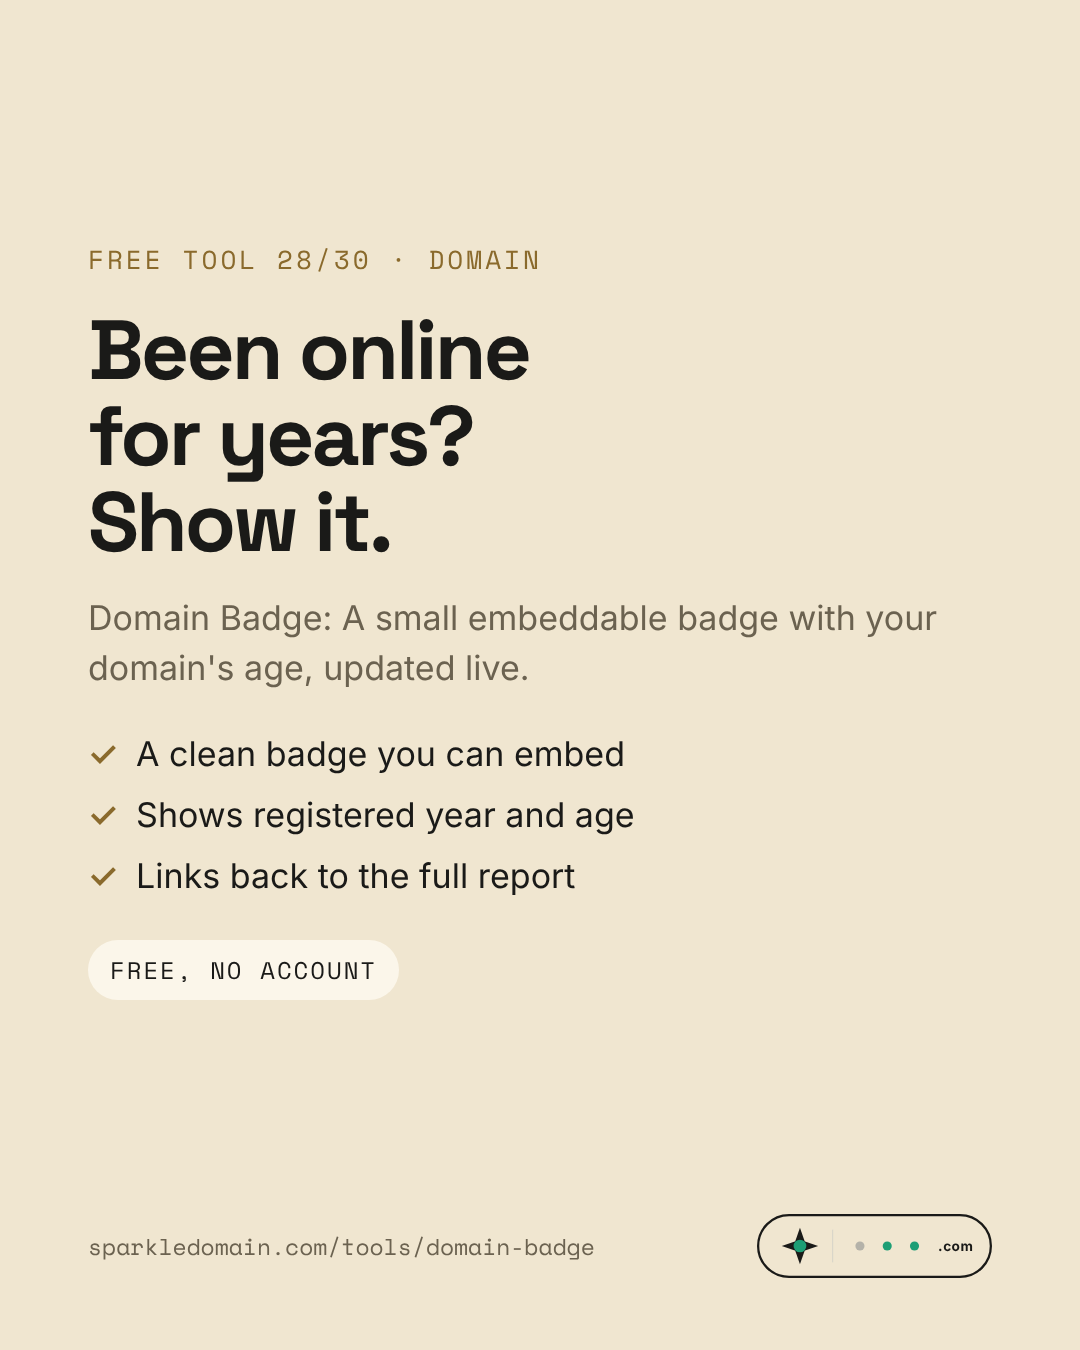 FREE TOOL 28/30 · DOMAIN
Been online
for years?
Show it.
Domain Badge: A small embeddable badge with your
domain's age, updated live.
A clean badge you can embed
Shows registered year and age
Links back to the full report
FREE, NO ACCOUNT
sparkledomain.com/tools/domain-badge
.com